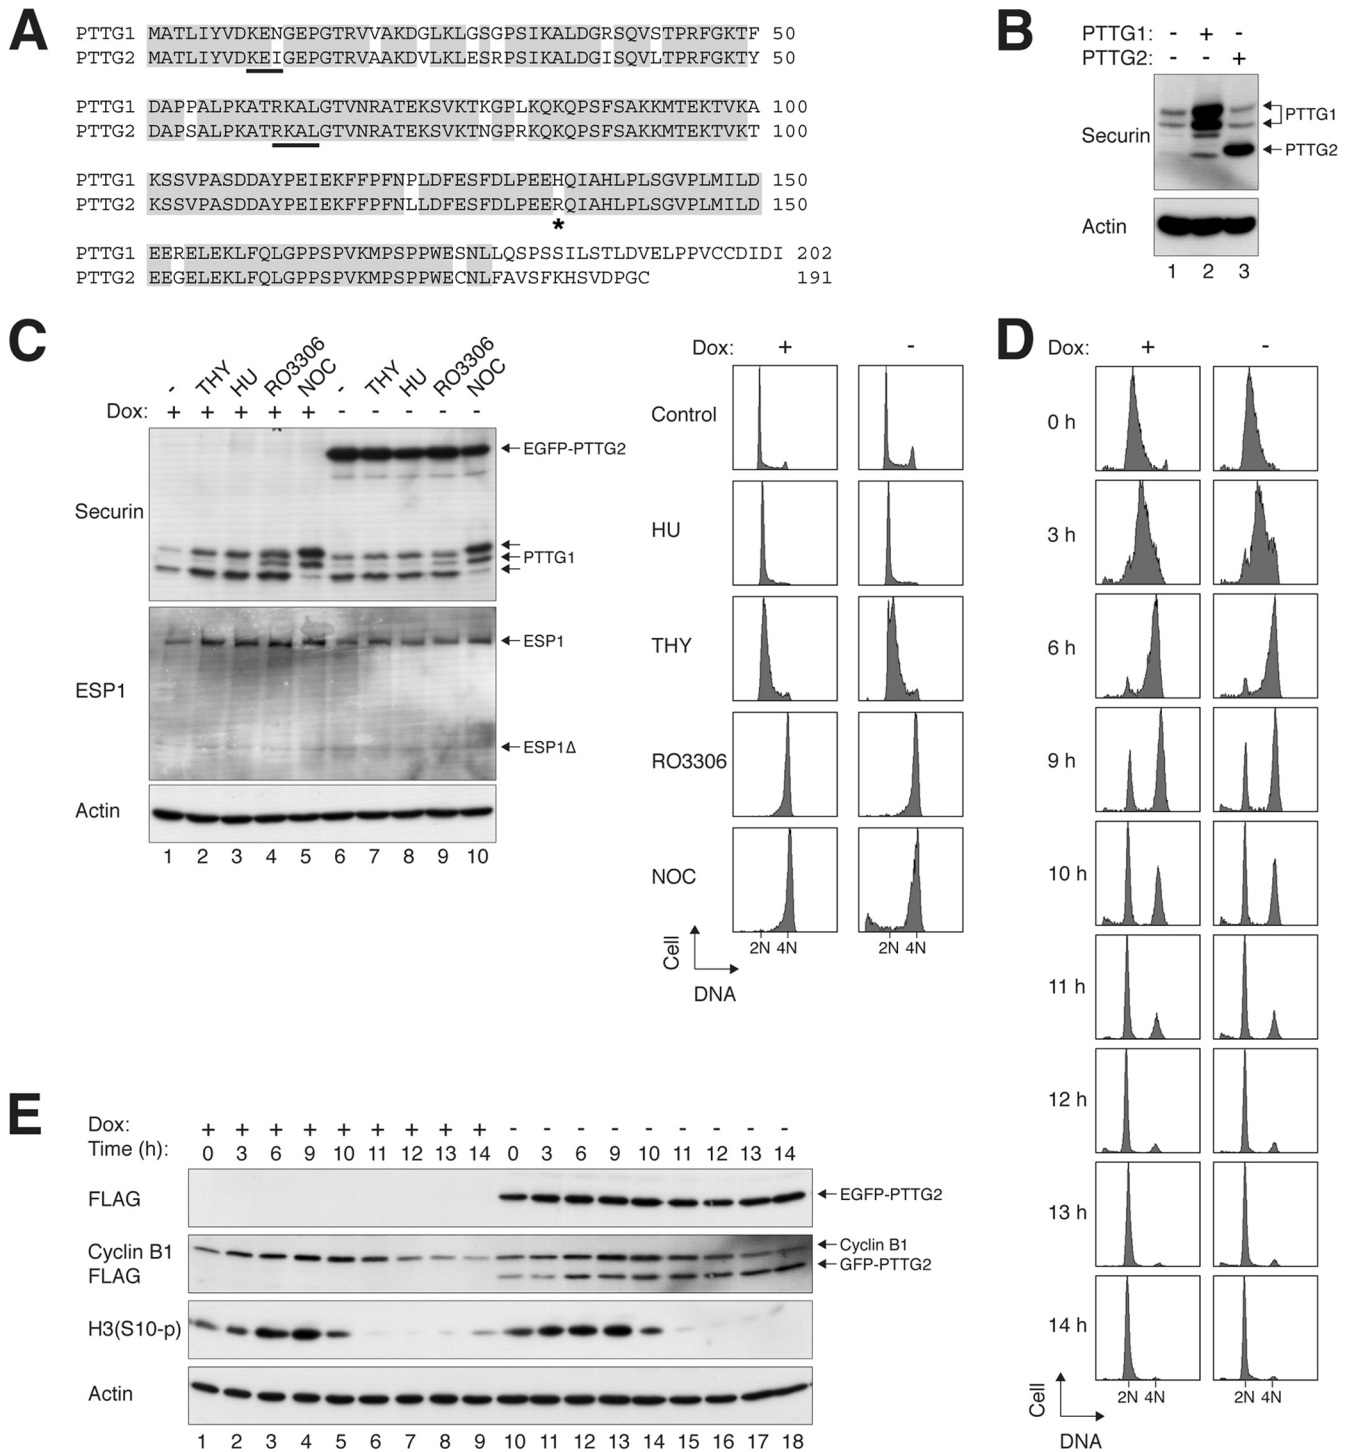 A
PTTG1 MATLIYVDKENGEPGTRVVAKDGLKLGSGPSIKALDGRSQVSTPRFGKTF 50
PTTG2 MATLIYVDKEIGEPGTRVAAKDVLKLESRPSIKALDGISQVLTPRFGKTY 50
PTTG1 DAPPALPKATRKALGTVNRATEKSVKTKGPLKQKQPSFSAKKMTEKTVKA 100
PTTG2 DAPSALPKATRKALGTVNRATEKSVKTNGPRKQKQPSFSAKKMTEKTVKT 100
PTTG1 KSSVPASDDAYPEIEKFFPFNPLDFESFDLPEEHQIAHLPLSGVPLMILD 150
PTTG2 KSSVPASDDAYPEIEKFFPFNLLDFESFDLPEERQIAHLPLSGVPLMILD 150
*
PTTG1 EERELEKLFQLGPPSPVKMPSPPWESNLLQSPSSILSTLDVELPPVCCDIDI 202
PTTG2 EEGELEKLFQLGPPSPVKMPSPPWECNLLFAVSFKHSVDPGC 191
B
PTTG1: - + -
PTTG2: - - +
Securin
PTTG1
PTTG2
Actin
1 2 3
C
- THY HU RO3306 NOC - THY HU RO3306 NOC
Dox: + + + + + - - - - -
EGFP-PTTG2
Securin
PTTG1
ESP1
ESP1
ESP1Δ
Actin
1 2 3 4 5 6 7 8 9 10
Dox: + -
Control
HU
THY
RO3306
NOC
2N 4N 2N 4N
Cell
DNA
D
Dox: + -
0 h
3 h
6 h
9 h
10 h
11 h
12 h
13 h
14 h
2N 4N 2N 4N
Cell
DNA
E
Dox: + + + + + + + + + - - - - - - - - -
Time (h): 0 3 6 9 10 11 12 13 14 0 3 6 9 10 11 12 13 14
FLAG
EGFP-PTTG2
Cyclin B1
FLAG
Cyclin B1
GFP-PTTG2
H3(S10-p)
Actin
1 2 3 4 5 6 7 8 9 10 11 12 13 14 15 16 17 18